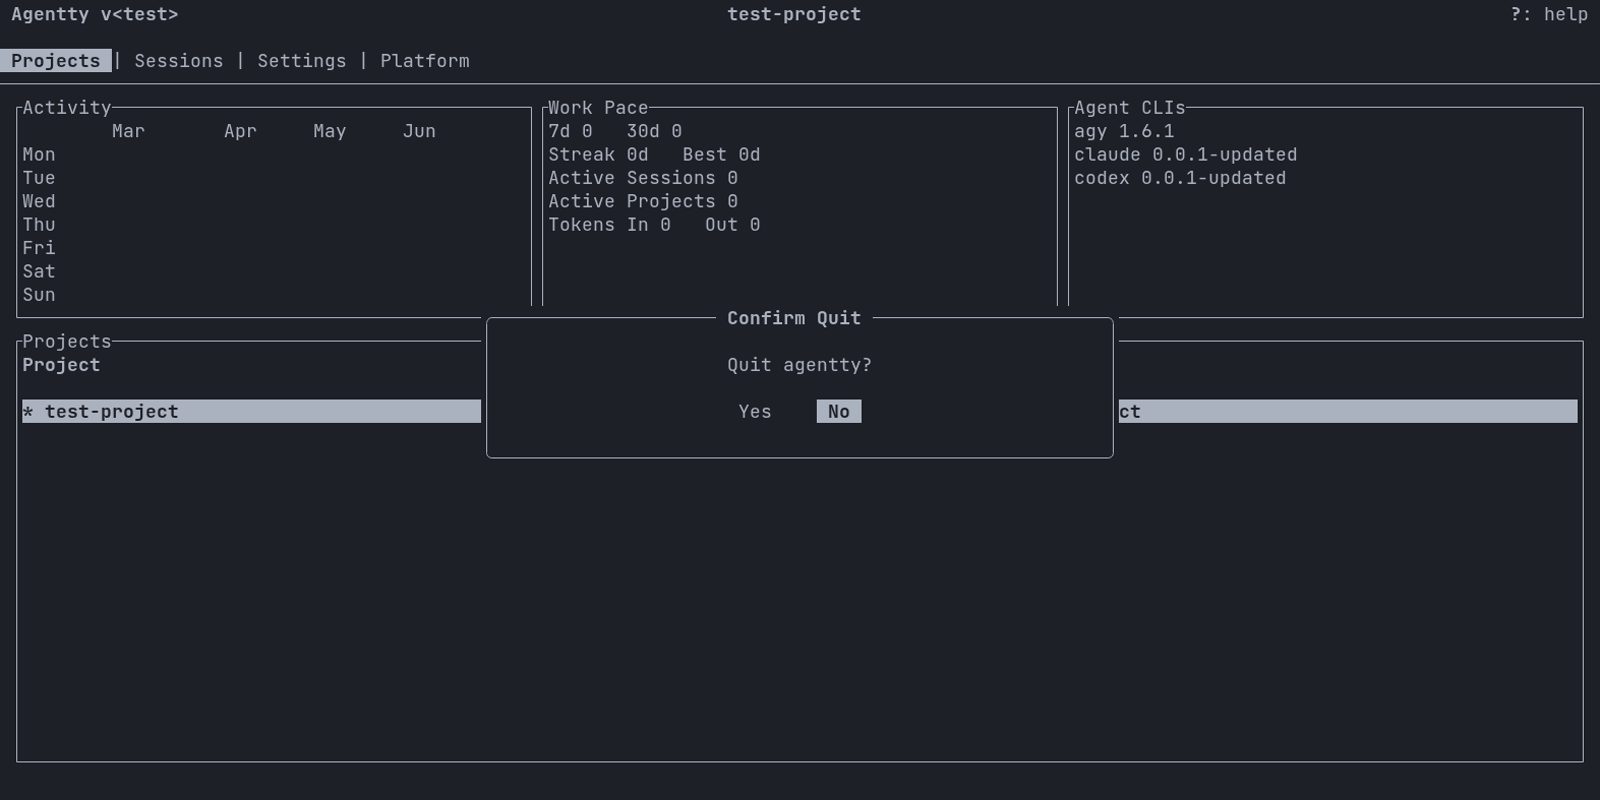 Agentty v<test> test-project ?: help
Projects | Sessions | Settings | Platform
Activity
Mar Apr May Jun
Mon
Tue
Wed
Thu
Fri
Sat
Sun
Work Pace
7d 0 30d 0
Streak 0d Best 0d
Active Sessions 0
Active Projects 0
Tokens In 0 Out 0
Agent CLIs
agy 1.6.1
claude 0.0.1-updated
codex 0.0.1-updated
Projects
Project
* test-project ct
Confirm Quit
Quit agentty?
Yes No